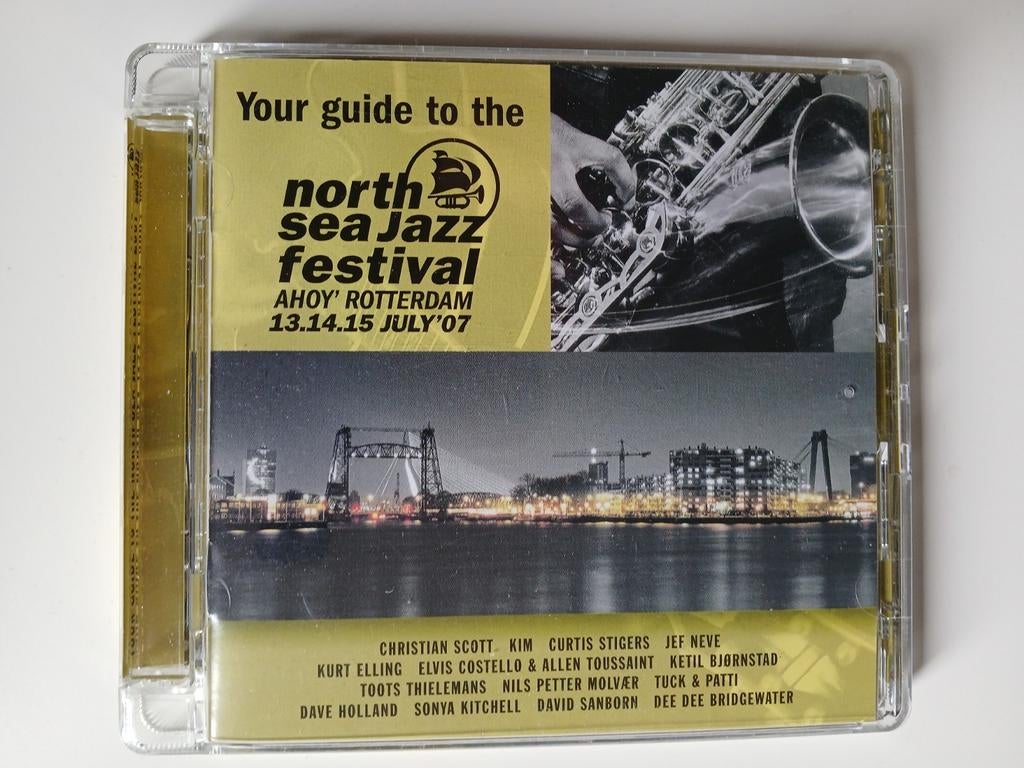 Your guide to the
north
sea Jazz
festival
AHOY' ROTTERDAM
13.14.15 JULY'07
CHRISTIAN SCOTT KIM CURTIS STIGERS JEF NEVE
KURT ELLING ELVIS COSTELLO & ALLEN TOUSSAINT KETIL BJØRNSTAD
TOOTS THIELEMANS NILS PETTER MOLVÆR TUCK & PATTI
DAVE HOLLAND SONYA KITCHELL DAVID SANBORN DEE DEE BRIDGEWATER